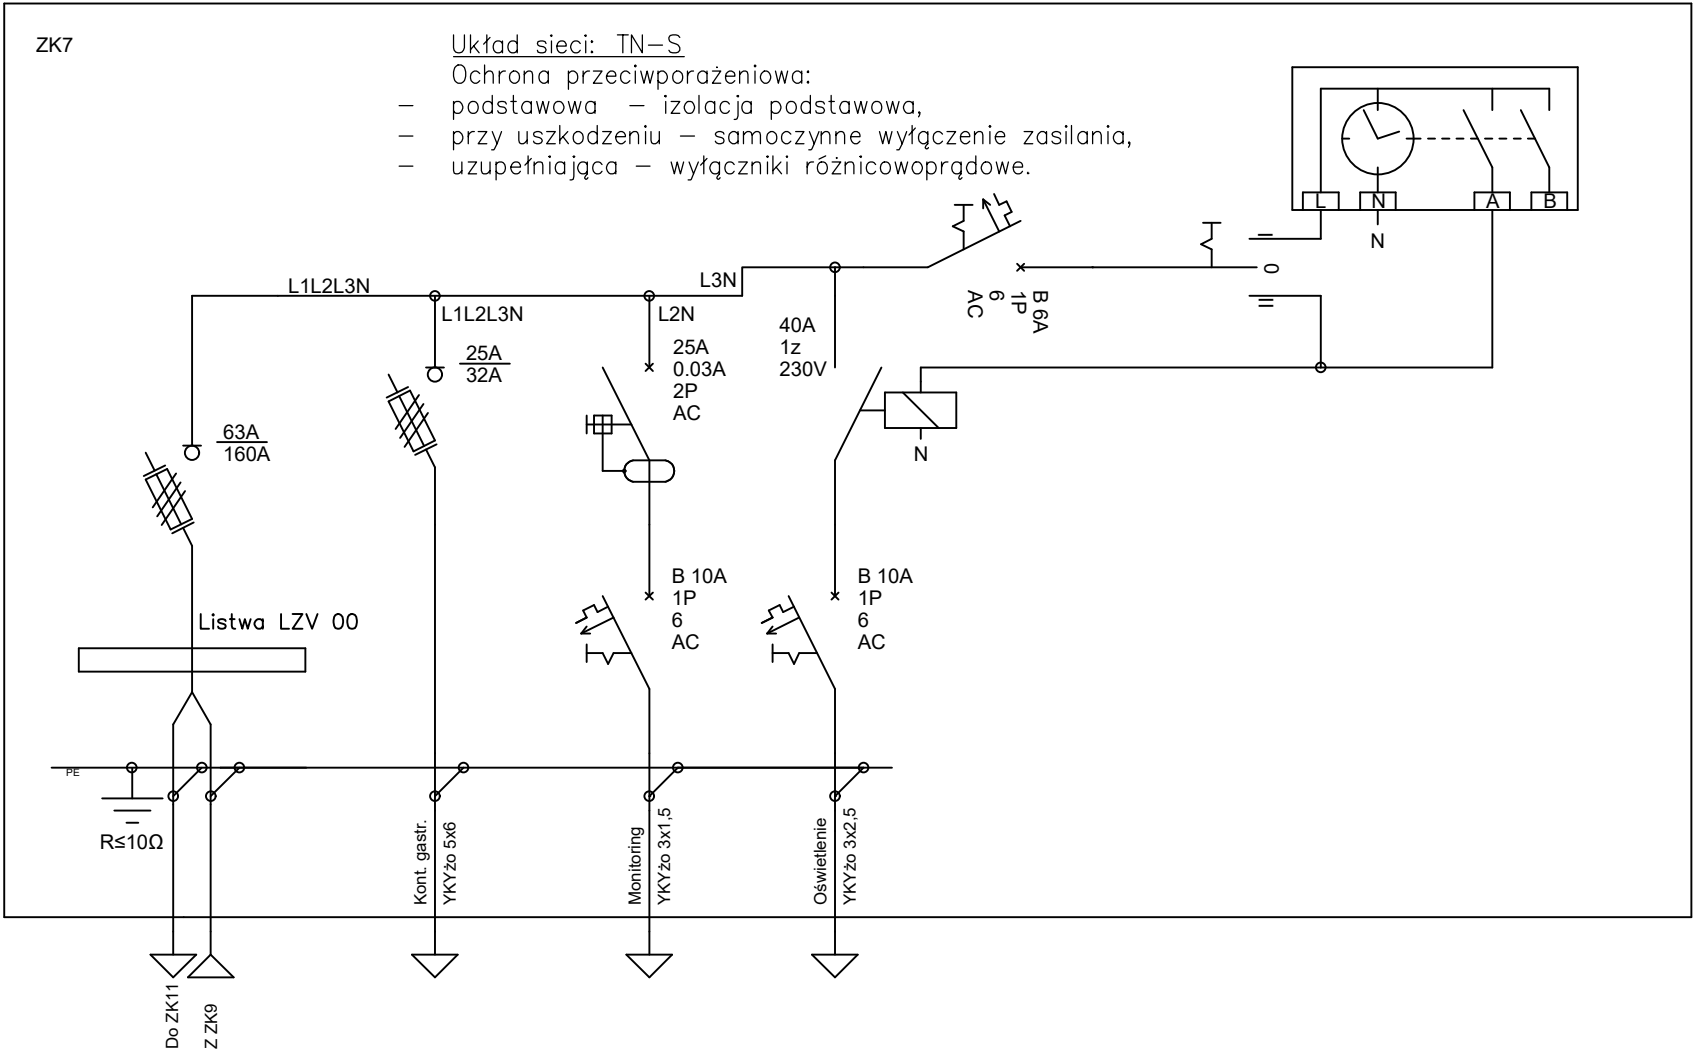 ZK7
Układ sieci: TN-S
Ochrona przeciwporażeniowa:
- podstawowa - izolacja podstawowa,
- przy uszkodzeniu - samoczynne wyłączenie zasilania,
- uzupełniająca - wyłączniki różnicowoprądowe.
L
N
A
B
N
I
0
II
B 6A
1P
6
AC
L1L2L3N
L3N
L1L2L3N
L2N
25A
32A
25A
0.03A
2P
AC
40A
1z
230V
63A
160A
N
B 10A
1P
6
AC
B 10A
1P
6
AC
Listwa LZV 00
PE
R≤10Ω
Kont. gastr.
YKYżo 5x6
Monitoring
YKYżo 3x1,5
Oświetlenie
YKYżo 3x2,5
Do ZK11
Z ZK9